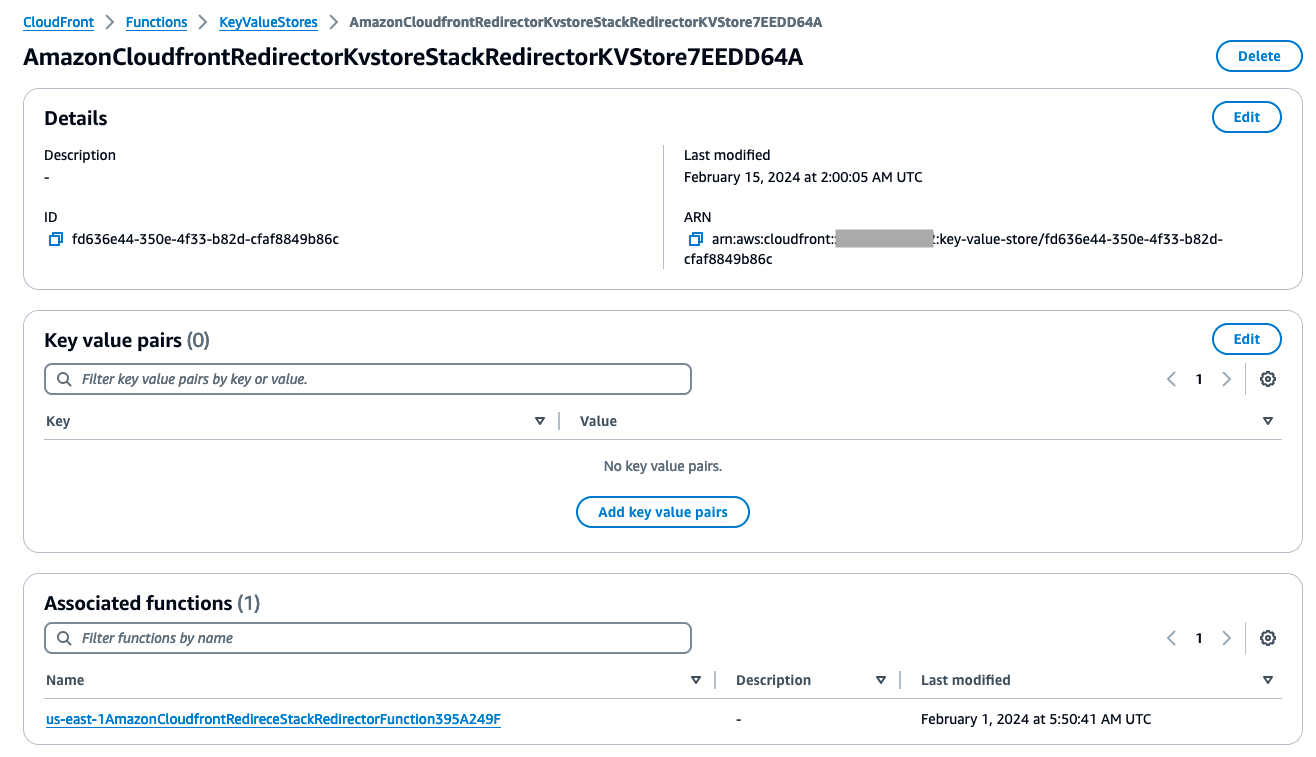 CloudFront > Functions > KeyValueStores > AmazonCloudfrontRedirectorKvstoreStackRedirectorKVStore7EEDD64A
AmazonCloudfrontRedirectorKvstoreStackRedirectorKVStore7EEDD64A
Delete
Details
Edit
Description
-
Last modified
February 15, 2024 at 2:00:05 AM UTC
ID
fd636e44-350e-4f33-b82d-cfaf8849b86c
ARN
arn:aws:cloudfront:: :key-value-store/fd636e44-350e-4f33-b82d-
cfaf8849b86c
Key value pairs (0)
Edit
Filter key value pairs by key or value.
1
Key Value
No key value pairs.
Add key value pairs
Associated functions (1)
Filter functions by name
1
Name Description Last modified
us-east-1AmazonCloudfrontRedireceStackRedirectorFunction395A249F - February 1, 2024 at 5:50:41 AM UTC